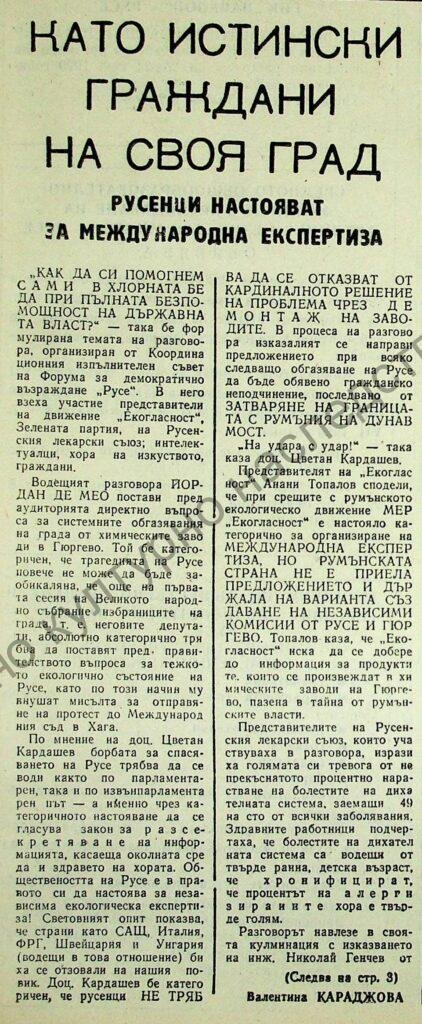 КАТО ИСТИНСКИ
ГРАЖДАНИ
НА СВОЯ ГРАД
РУСЕНЦИ НАСТОЯВАТ
ЗА МЕЖДУНАРОДНА ЕКСПЕРТИЗА
„КАК ДА СИ ПОМОГНЕМ
САМИ В ХЛОРНАТА БЕ
ДА ПРИ ПЪЛНАТА БЕЗПО-
МОЩНОСТ НА ДЪРЖАВНА
ТА ВЛАСТ?“ — така бе фор
мулирана темата на разгово-
ра, организиран от Координа
ционния изпълнителен съвет
на Форума за демократично
възраждане „Русе“. В него
взеха участие представители
на движение „Екогласност“,
Зелената партия, на Русен-
ския лекарски съюз; интелек-
туалци, хора на изкуството,
граждани.
Водещият разговора ЙОР-
ДАН ДЕ МЕО постави пред
аудиторията директно въпро
са за системните обгазявания
на града от химическите заво
ди в Гюргево. Той бе катего-
ричен, че трагедията на Русе
повече не може да бъде за-
обикаляна, че още на първа
та сесия на Великото народ-
но събрание избраниците на
града, т. е. неговите депута-
ти, абсолютно категорично тря
бва да поставят пред прави-
телството въпроса за тежко-
то екологично състояние на
Русе, като по този начин му
внушат мисълта за отправя-
не на протест до Международ
ния съд в Хага.
По мнение на доц. Цветан
Кардашев борбата за спася-
ването на Русе трябва да се
води както по парламента-
рен, така и по извънпарламента
рен път — а именно чрез ка-
тегоричното настояване да се
гласува закон за разсе-
кретяване на инфор-
мацията, касаеща околната сре
да и здравето на хората. Об-
ществеността на Русе е в пра-
вото си да настоява за неза-
висима екологическа експерти-
за! Световният опит показва,
че страни като САЩ, Италия,
ФРГ, Швейцария и Унгария
(водещи в това отношение) би
ха се отзовали на нашия по-
вик. Доц. Кардашев бе катего
ричен, че русенци НЕ ТРЯБ
ВА ДА СЕ ОТКАЗВАТ ОТ
КАРДИНАЛНОТО РЕШЕНИЕ
НА ПРОБЛЕМА ЧРЕЗ ДЕ
МОНТАЖ НА ЗАВО-
ДИТЕ. В процеса на разгово
ра изказалият се направи
предложението при всяко
следващо обгазяване на Русе
да бъде обявено гражданско
неподчинение, последвано от
ЗАТВАРЯНЕ НА ГРАНИЦА-
ТА С РУМЪНИЯ НА ДУНАВ
МОСТ.
„На удара с удар!“ — така
каза доц. Цветан Кардашев.
Представителят на „Екоглас
ност“ Анани Топалов сподели,
че при срещите с румънското
екологическо движение МЕР
„Екогласност“ е настояло ка-
тегорично за организиране на
МЕЖДУНАРОДНА ЕКСПЕР
ТИЗА, НО РУМЪНСКАТА
СТРАНА НЕ Е ПРИЕЛА
ПРЕДЛОЖЕНИЕТО И ДЪР
ЖАЛА НА ВАРИАНТА СЪЗ
ДАВАНЕ НА НЕЗАВИСИМИ
КОМИСИИ ОТ РУСЕ И ГЮР
ГЕВО. Топалов каза, че „Еко-
гласност“ иска да се добере
до информация за продукти
те, които се произвеждат в хи
мическите заводи на Гюрге-
во, пазена в тайна от румън-
ските власти.
Представителите на Русен-
ския лекарски съюз, които уча
ствуваха в разговора, изрази
ха голямата си тревога от не
прекъснатото процентно нара-
стване на болестите на диха
телната система, заемащи 49
на сто от всички заболявания.
Здравните работници подчер-
таха, че болестите на дихател
ната система са водещи от
твърде ранна, детска възраст,
че хронифицират,
че процентът на алерги
зираните хора е твър-
де голям.
Разговорът навлезе в своя-
та кулминация с изказването
на инж. Николай Генчев от
(Следва на стр. 3)
Валентина КАРАДЖОВА